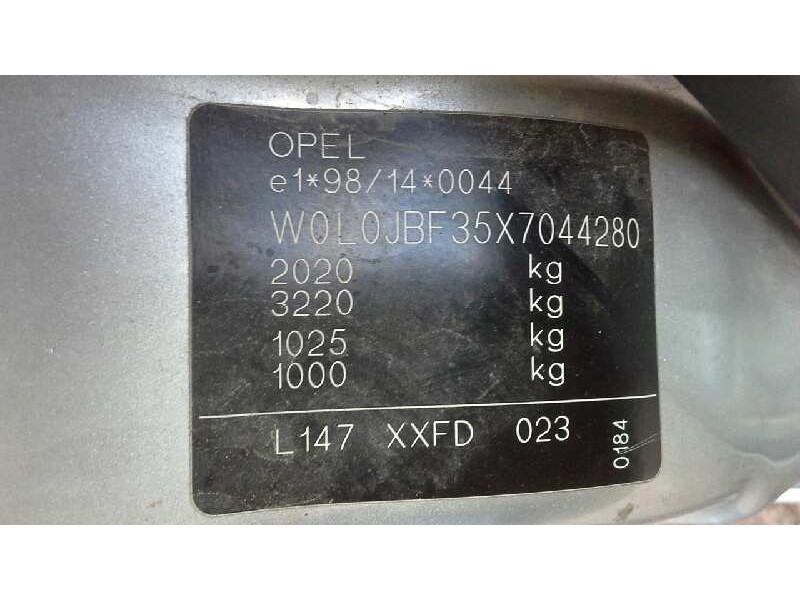 OPEL
e1*98/14*0044
W0L0JBF35X7044280
2020 kg
3220 kg
1025 kg
1000 kg
L147 XXFD 023
0184